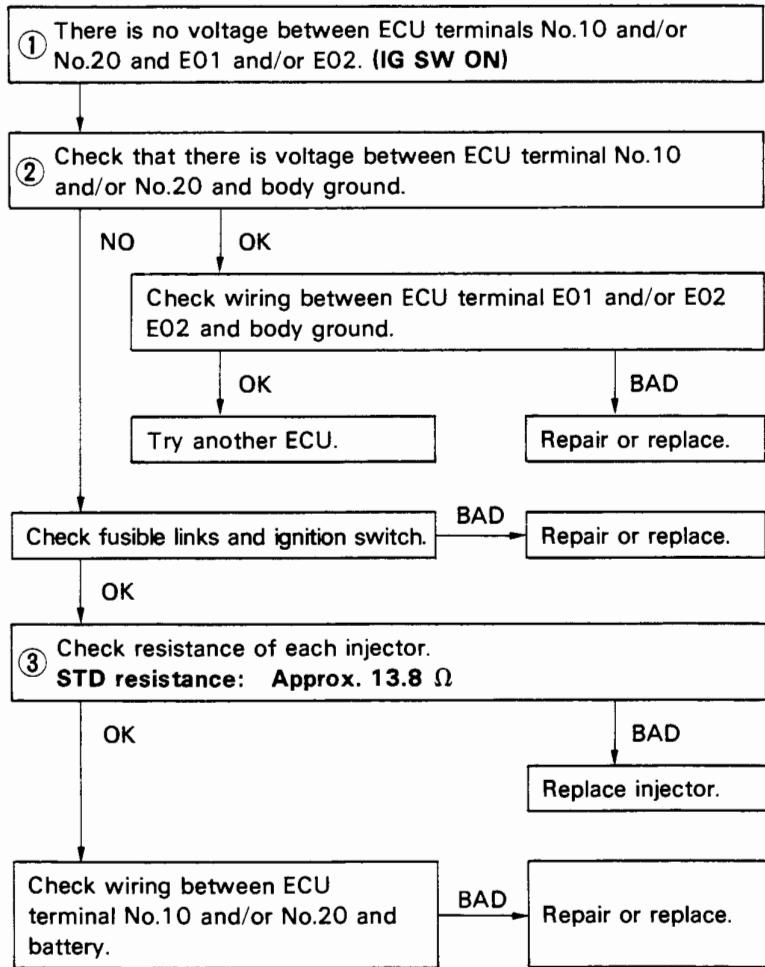 ① There is no voltage between ECU terminals No.10 and/or
No.20 and E01 and/or E02. (IG SW ON)
② Check that there is voltage between ECU terminal No.10
and/or No.20 and body ground.
NO
OK
Check wiring between ECU terminal E01 and/or E02
E02 and body ground.
OK
BAD
Try another ECU.
Repair or replace.
Check fusible links and ignition switch.
BAD
Repair or replace.
OK
③ Check resistance of each injector.
STD resistance: Approx. 13.8 Ω
OK
BAD
Replace injector.
Check wiring between ECU
terminal No.10 and/or No.20 and
battery.
BAD
Repair or replace.